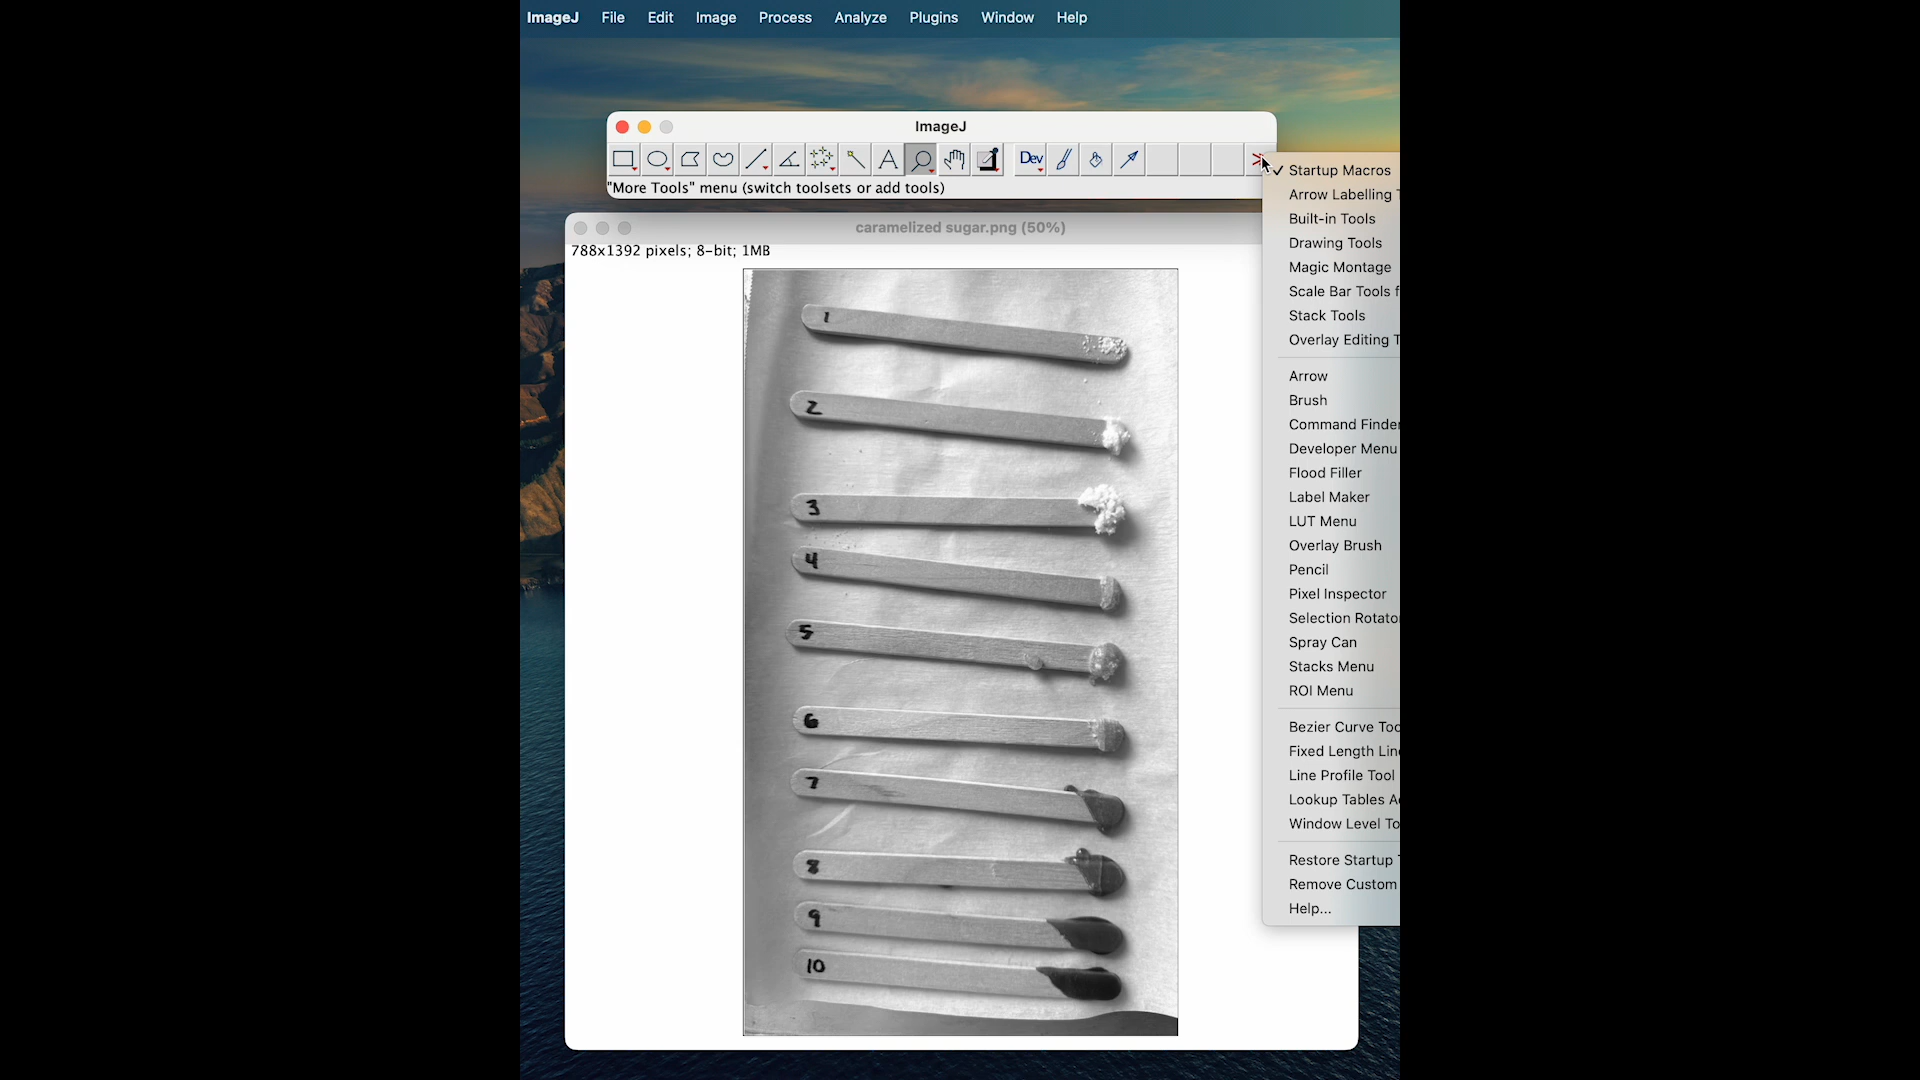 ImageJ File Edit Image Process Analyze Plugins Window Help
ImageJ
Dev
"More Tools" menu (switch toolsets or add tools)
caramelized sugar.png (50%)
788x1392 pixels; 8-bit; 1MB
1
2
3
4
5
6
7
8
9
10
✓ Startup Macros
Arrow Labelling T
Built-in Tools
Drawing Tools
Magic Montage
Scale Bar Tools f
Stack Tools
Overlay Editing T
Arrow
Brush
Command Finder
Developer Menu
Flood Filler
Label Maker
LUT Menu
Overlay Brush
Pencil
Pixel Inspector
Selection Rotator
Spray Can
Stacks Menu
ROI Menu
Bezier Curve Too
Fixed Length Line
Line Profile Tool
Lookup Tables A
Window Level To
Restore Startup T
Remove Custom
Help...